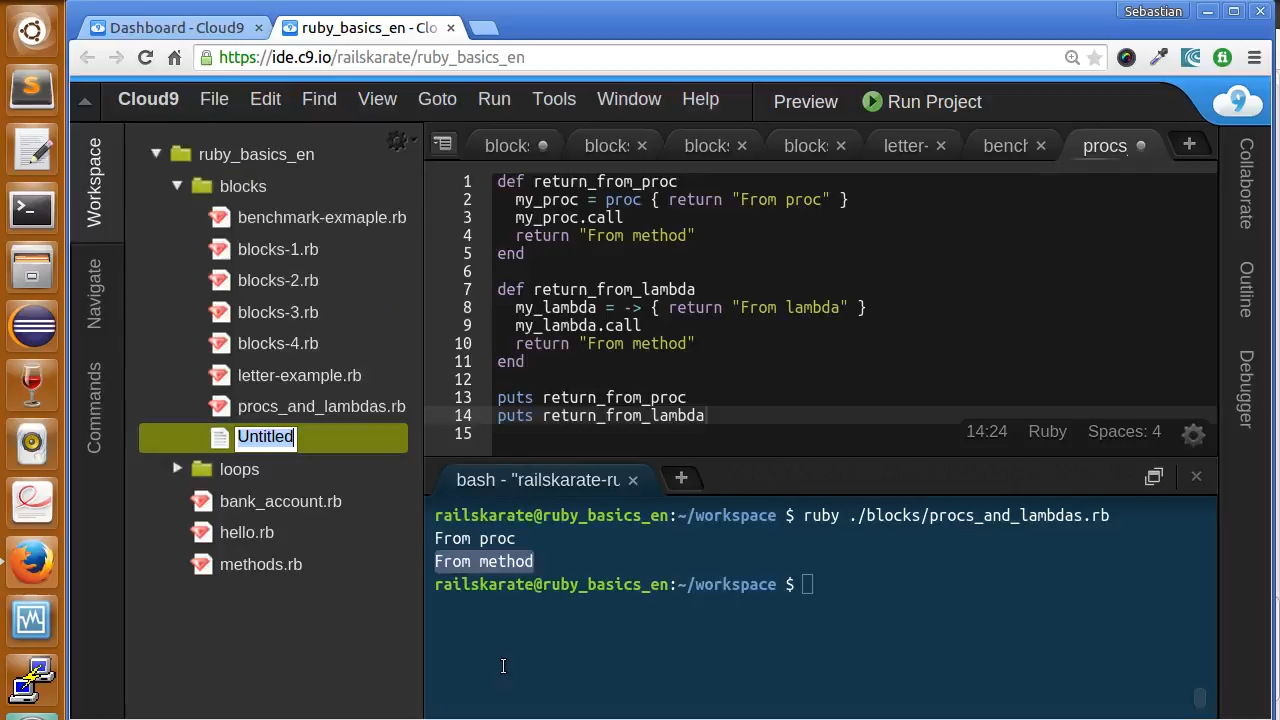 Sebastian
Dashboard - Cloud9
ruby_basics_en - Clo
https://ide.c9.io/railskarate/ruby_basics_en
Cloud9 File Edit Find View Goto Run Tools Window Help Preview Run Project
Workspace
Navigate
Commands
ruby_basics_en
blocks
benchmark-exmaple.rb
blocks-1.rb
blocks-2.rb
blocks-3.rb
blocks-4.rb
letter-example.rb
procs_and_lambdas.rb
Untitled
loops
bank_account.rb
hello.rb
methods.rb
block: block: block: block: letter- bench procs
1 def return_from_proc
2 my_proc = proc { return "From proc" }
3 my_proc.call
4 return "From method"
5 end
6
7 def return_from_lambda
8 my_lambda = -> { return "From lambda" }
9 my_lambda.call
10 return "From method"
11 end
12
13 puts return_from_proc
14 puts return_from_lambda
15
14:24 Ruby Spaces: 4
bash - "railskarate-ru
railskarate@ruby_basics_en:~/workspace $ ruby ./blocks/procs_and_lambdas.rb
From proc
From method
railskarate@ruby_basics_en:~/workspace $
Collaborate
Outline
Debugger